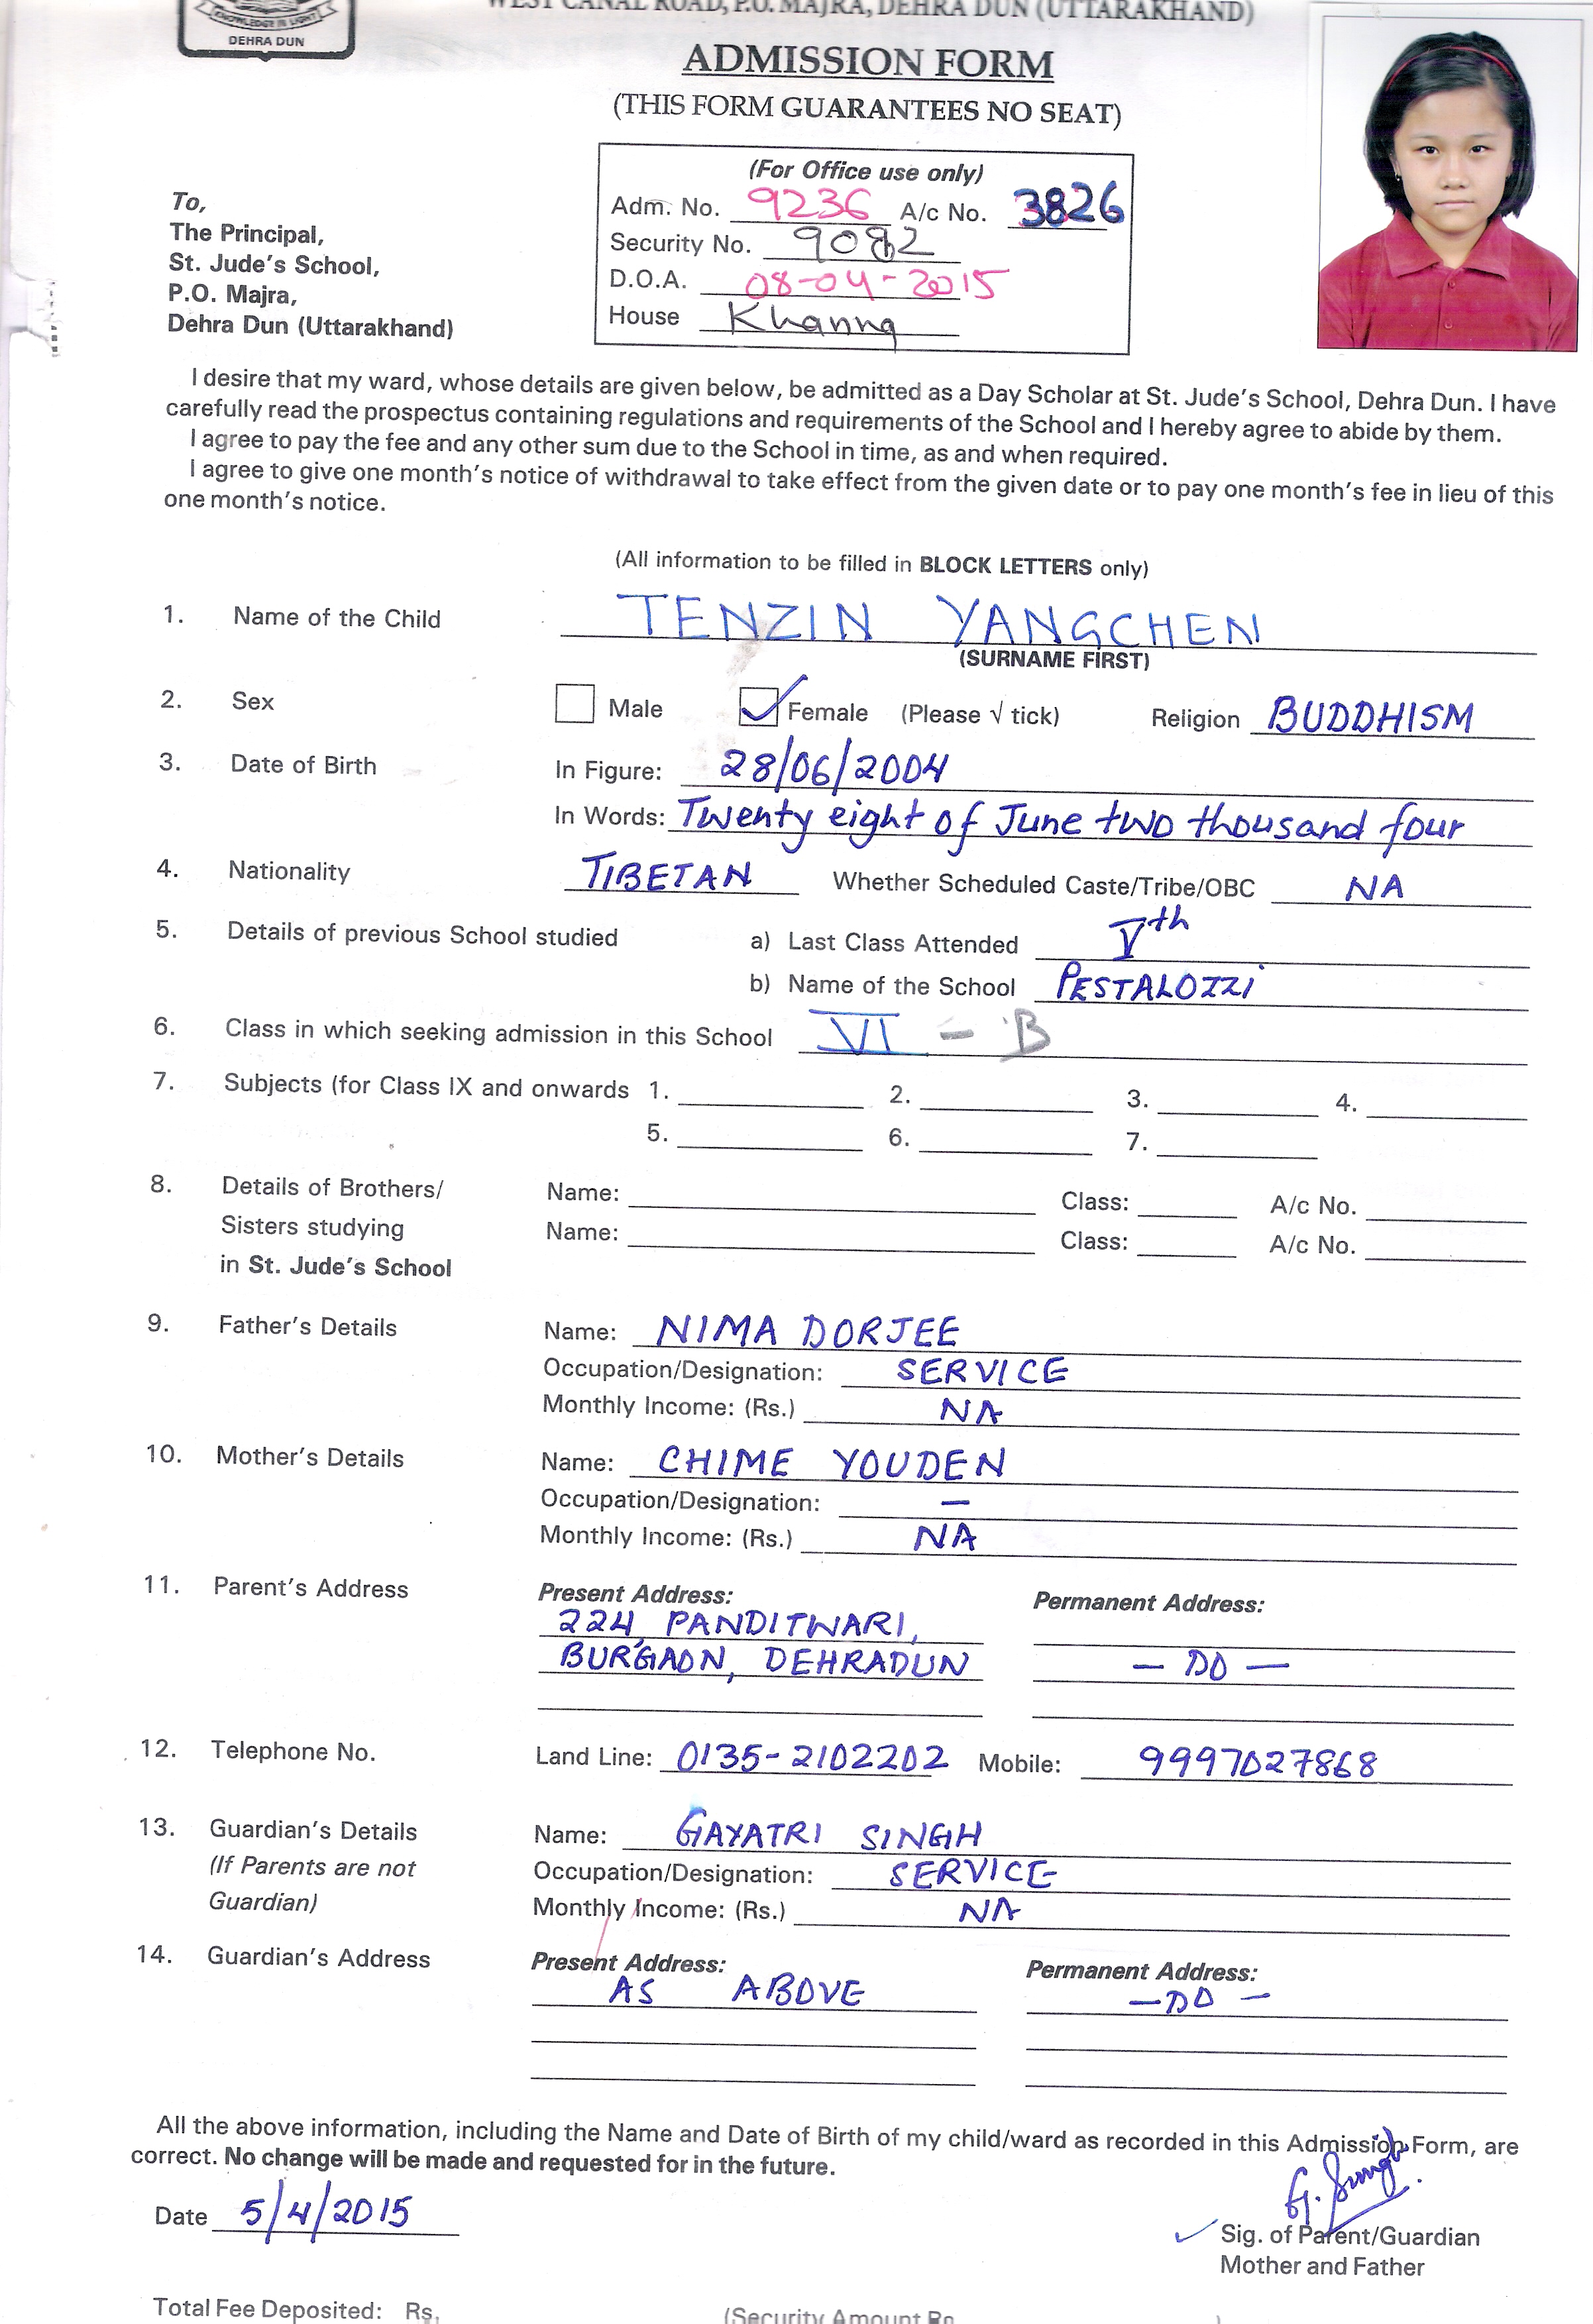 KNOWLEDGE IS LIGHT
DEHRA DUN
WEST CANAL ROAD, P.O. MAJRA, DEHRA DUN (UTTARAKHAND)
ADMISSION FORM
(THIS FORM GUARANTEES NO SEAT)
(For Office use only)
Adm. No. 9236 A/c No. 3826
Security No. 9082
D.O.A. 08-04-2015
House Khanna
To,
The Principal,
St. Jude's School,
P.O. Majra,
Dehra Dun (Uttarakhand)
I desire that my ward, whose details are given below, be admitted as a Day Scholar at St. Jude's School, Dehra Dun. I have
carefully read the prospectus containing regulations and requirements of the School and I hereby agree to abide by them.
I agree to pay the fee and any other sum due to the School in time, as and when required.
I agree to give one month's notice of withdrawal to take effect from the given date or to pay one month's fee in lieu of this
one month's notice.
(All information to be filled in BLOCK LETTERS only)
1. Name of the Child TENZIN YANGCHEN
(SURNAME FIRST)
2. Sex Male Female (Please √ tick) Religion BUDDHISM
3. Date of Birth In Figure: 28/06/2004
In Words: Twenty eight of June two thousand four
4. Nationality TIBETAN Whether Scheduled Caste/Tribe/OBC NA
5. Details of previous School studied a) Last Class Attended Vth
b) Name of the School PESTALOZZi
6. Class in which seeking admission in this School VI - B
7. Subjects (for Class IX and onwards 1. 2. 3. 4.
5. 6. 7.
8. Details of Brothers/ Name: Class: A/c No.
Sisters studying Name: Class: A/c No.
in St. Jude's School
9. Father's Details Name: NIMA DORJEE
Occupation/Designation: SERVICE
Monthly Income: (Rs.) NA
10. Mother's Details Name: CHIME YOUDEN
Occupation/Designation: —
Monthly Income: (Rs.) NA
11. Parent's Address Present Address: Permanent Address:
224, PANDITWARI,
BURGAON, DEHRADUN — DO —
12. Telephone No. Land Line: 0135-2102202 Mobile: 9997027868
13. Guardian's Details Name: GAYATRI SINGH
(If Parents are not Occupation/Designation: SERVICE
Guardian) Monthly Income: (Rs.) NA
14. Guardian's Address Present Address: Permanent Address:
AS ABOVE —DO—
All the above information, including the Name and Date of Birth of my child/ward as recorded in this Admission Form, are
correct. No change will be made and requested for in the future.
G. Singh
Date 5/4/2015
Sig. of Parent/Guardian
Mother and Father
Total Fee Deposited: Rs. (Security Amount Rs. )